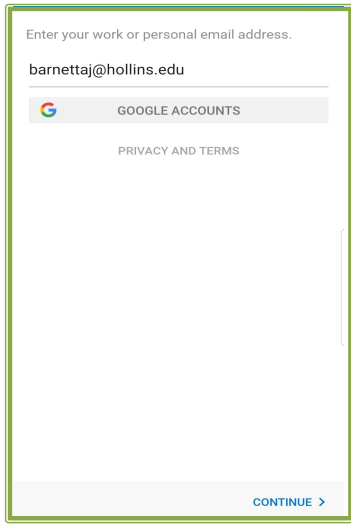 Enter your work or personal email address.
barnettaj@hollins.edu
GOOGLE ACCOUNTS
PRIVACY AND TERMS
CONTINUE >